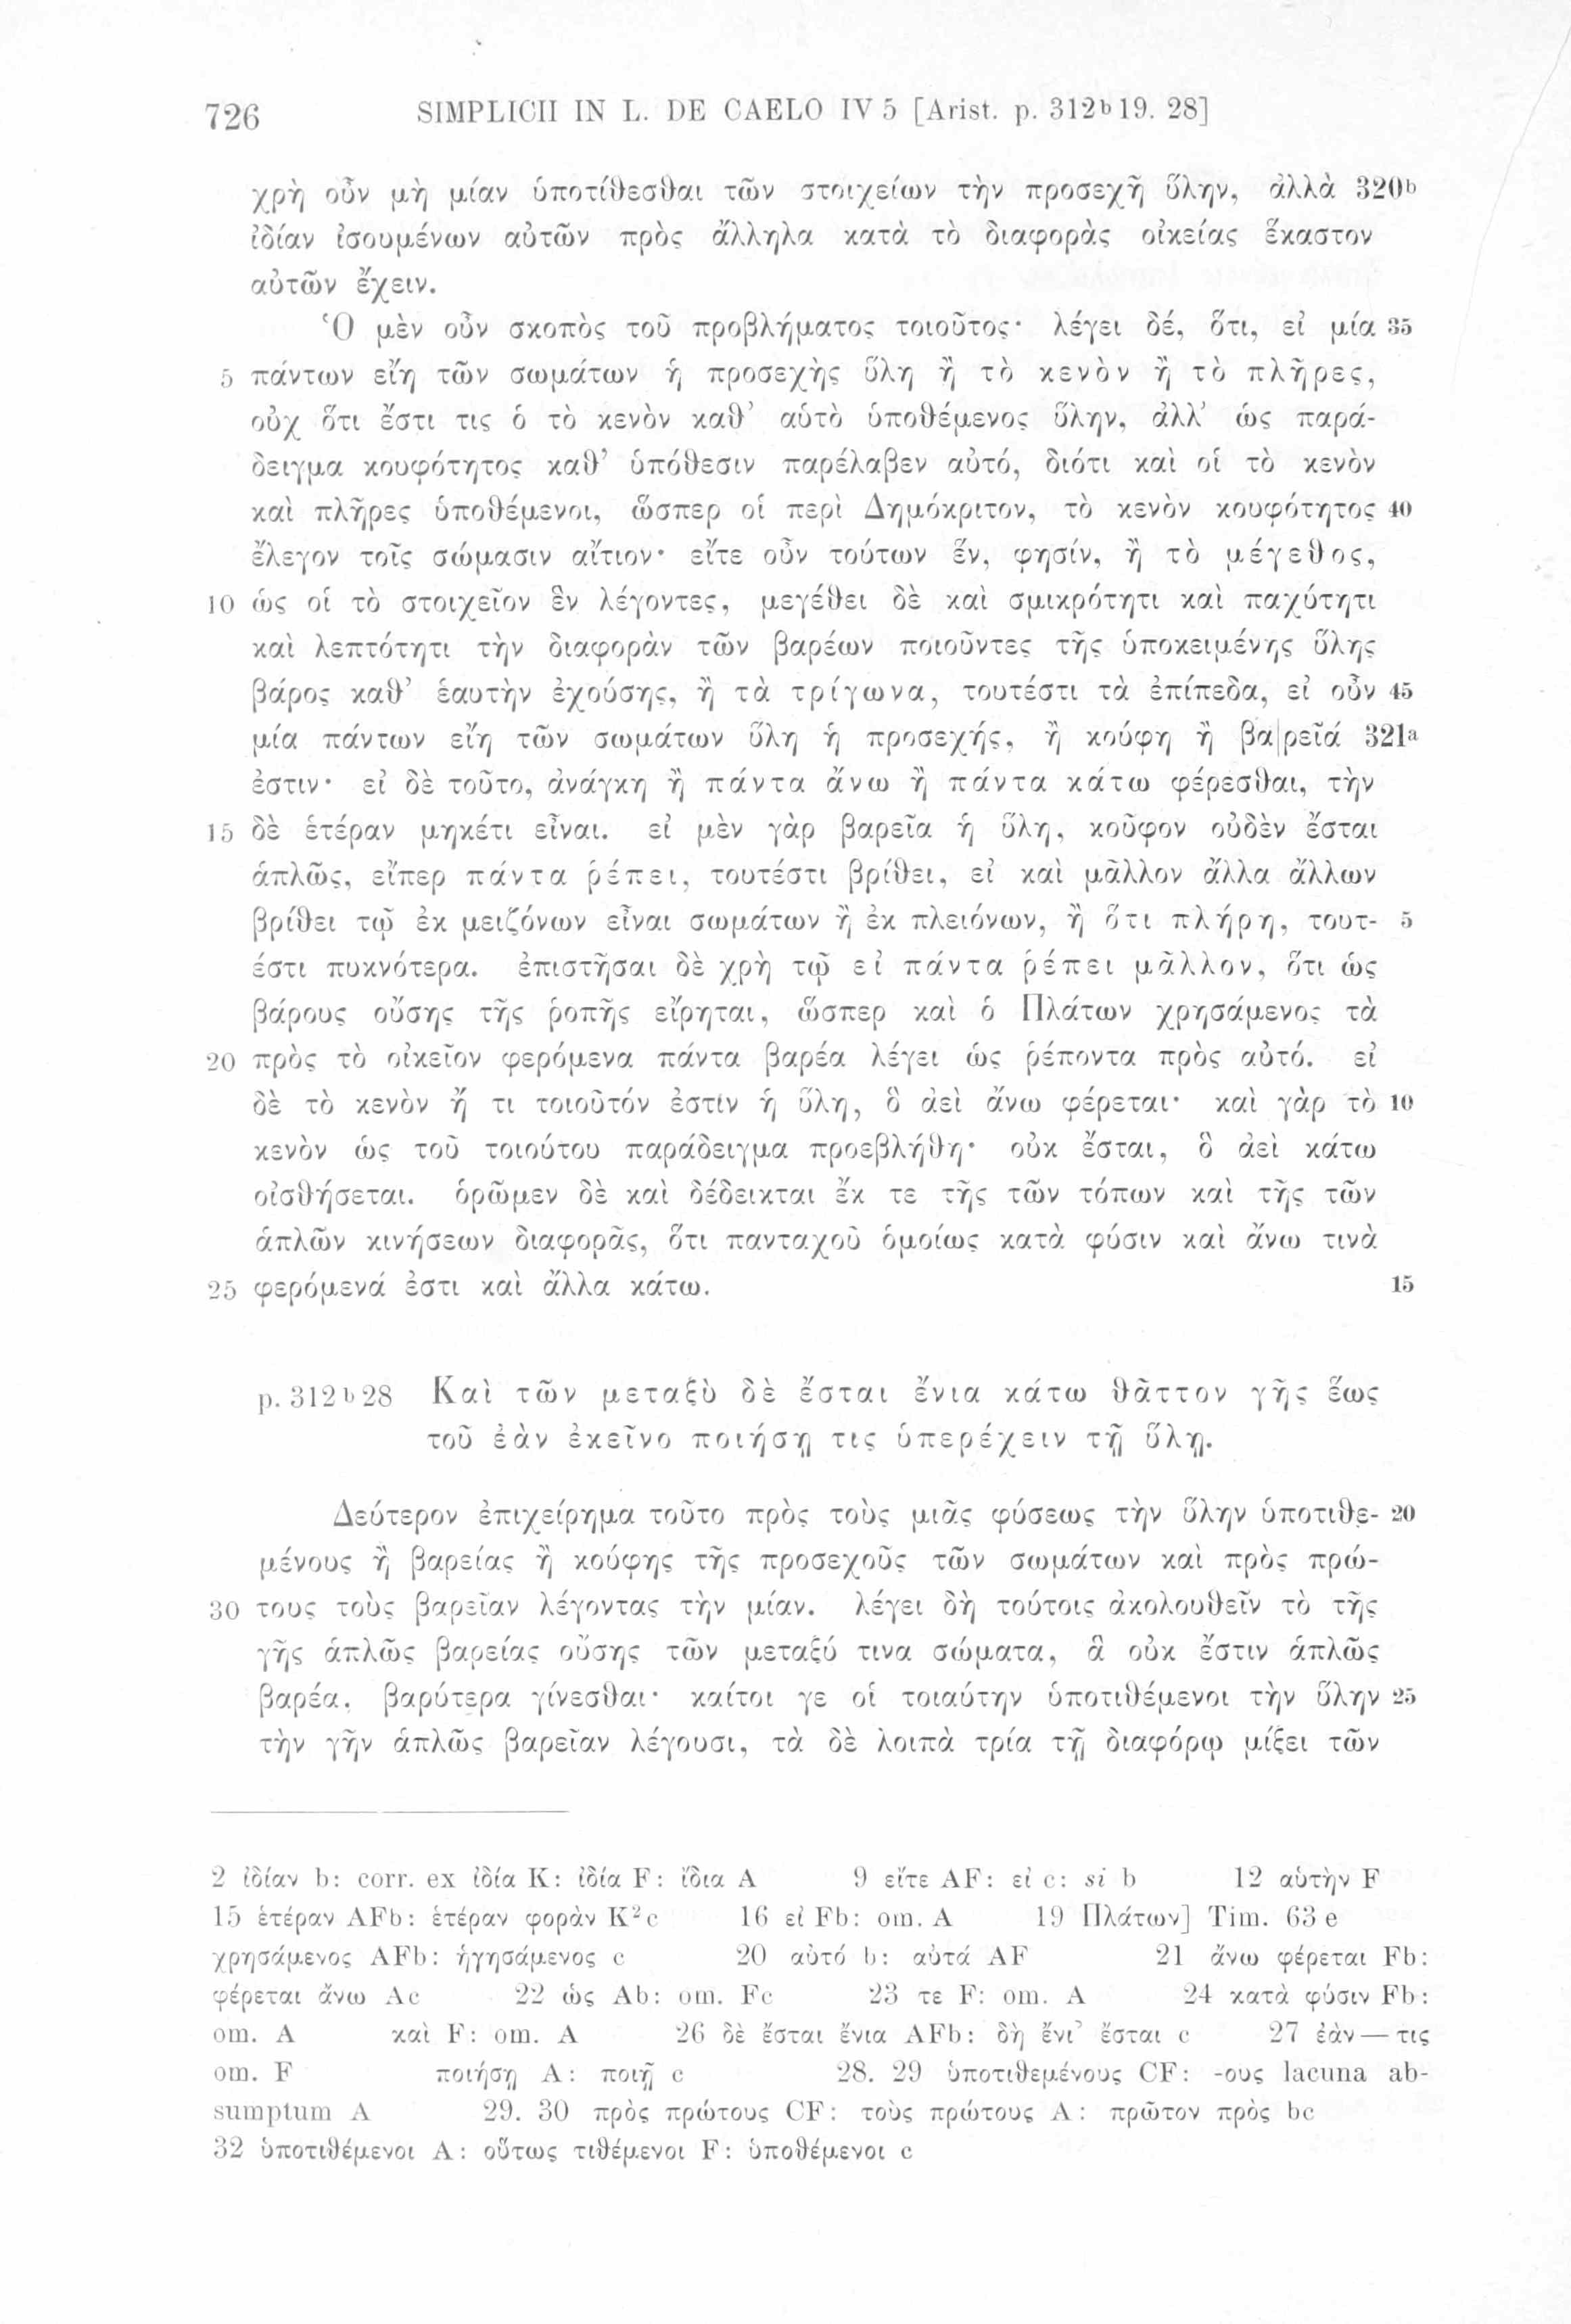 726 SIMPLICII IN L. DE CAELO IV 5 [Arist. p. 312b19. 28]
χρὴ οὖν μὴ μίαν ὑποτίθεσθαι τῶν στοιχείων τὴν προσεχῆ ὕλην, ἀλλὰ 320b
ἰδίαν ἰσουμένων αὐτῶν πρὸς ἄλληλα κατὰ τὸ διαφορὰς οἰκείας ἕκαστον
αὐτῶν ἔχειν.
Ὁ μὲν οὖν σκοπὸς τοῦ προβλήματος τοιοῦτος· λέγει δέ, ὅτι, εἰ μία 35
5 πάντων εἴη τῶν σωμάτων ἡ προσεχὴς ὕλη ἢ τὸ κενὸν ἢ τὸ πλῆρες,
οὐχ ὅτι ἔστι τις ὁ τὸ κενὸν καθ’ αὑτὸ ὑποθέμενος ὕλην, ἀλλ’ ὡς παρά-
δειγμα κουφότητος καθ’ ὑπόθεσιν παρέλαβεν αὐτό, διότι καὶ οἱ τὸ κενὸν
καὶ πλῆρες ὑποθέμενοι, ὥσπερ οἱ περὶ Δημόκριτον, τὸ κενὸν κουφότητος 40
ἔλεγον τοῖς σώμασιν αἴτιον· εἴτε οὖν τούτων ἕν, φησίν, ἢ τὸ μέγεθος,
10 ὡς οἱ τὸ στοιχεῖον ἓν λέγοντες, μεγέθει δὲ καὶ σμικρότητι καὶ παχύτητι
καὶ λεπτότητι τὴν διαφορὰν τῶν βαρέων ποιοῦντες τῆς ὑποκειμένης ὕλης
βάρος καθ’ ἑαυτὴν ἐχούσης, ἢ τὰ τρίγωνα, τουτέστι τὰ ἐπίπεδα, εἰ οὖν 45
μία πάντων εἴη τῶν σωμάτων ὕλη ἡ προσεχής, ἢ κούφη ἢ βα|ρεῖά 321a
ἐστιν· εἰ δὲ τοῦτο, ἀνάγκη ἢ πάντα ἄνω ἢ πάντα κάτω φέρεσθαι, τὴν
15 δὲ ἑτέραν μηκέτι εἶναι. εἰ μὲν γὰρ βαρεῖα ἡ ὕλη, κοῦφον οὐδὲν ἔσται
ἁπλῶς, εἴπερ πάντα ῥέπει, τουτέστι βρίθει, εἰ καὶ μᾶλλον ἄλλα ἄλλων
βρίθει τῷ ἐκ μειζόνων εἶναι σωμάτων ἢ ἐκ πλειόνων, ἢ ὅτι πλήρη, τουτ- 5
έστι πυκνότερα. ἐπιστῆσαι δὲ χρὴ τῷ εἰ πάντα ῥέπει μᾶλλον, ὅτι ὡς
βάρους οὔσης τῆς ῥοπῆς εἴρηται, ὥσπερ καὶ ὁ Πλάτων χρησάμενος τὰ
20 πρὸς τὸ οἰκεῖον φερόμενα πάντα βαρέα λέγει ὡς ῥέποντα πρὸς αὐτό. εἰ
δὲ τὸ κενὸν ἤ τι τοιοῦτόν ἐστιν ἡ ὕλη, ὃ ἀεὶ ἄνω φέρεται· καὶ γὰρ τὸ 10
κενὸν ὡς τοῦ τοιούτου παράδειγμα προεβλήθη· οὐκ ἔσται, ὃ ἀεὶ κάτω
οἰσθήσεται. ὁρῶμεν δὲ καὶ δέδεικται ἔκ τε τῆς τῶν τόπων καὶ τῆς τῶν
ἁπλῶν κινήσεων διαφορᾶς, ὅτι πανταχοῦ ὁμοίως κατὰ φύσιν καὶ ἄνω τινὰ
25 φερόμενά ἐστι καὶ ἄλλα κάτω. 15
p. 312b28 Καὶ τῶν μεταξὺ δὲ ἔσται ἔνια κάτω θᾶττον γῆς ἕως
τοῦ ἐὰν ἐκεῖνο ποιήσῃ τις ὑπερέχειν τῇ ὕλῃ.
Δεύτερον ἐπιχείρημα τοῦτο πρὸς τοὺς μιᾶς φύσεως τὴν ὕλην ὑποτιθε- 20
μένους ἢ βαρείας ἢ κούφης τῆς προσεχοῦς τῶν σωμάτων καὶ πρὸς πρώ-
30 τους τοὺς βαρεῖαν λέγοντας τὴν μίαν. λέγει δὴ τούτοις ἀκολουθεῖν τὸ τῆς
γῆς ἁπλῶς βαρείας οὔσης τῶν μεταξύ τινα σώματα, ἃ οὐκ ἔστιν ἁπλῶς
βαρέα, βαρύτερα γίνεσθαι· καίτοι γε οἱ τοιαύτην ὑποτιθέμενοι τὴν ὕλην 25
τὴν γῆν ἁπλῶς βαρεῖαν λέγουσι, τὰ δὲ λοιπὰ τρία τῇ διαφόρῳ μίξει τῶν
2 ἰδίαν b: corr. ex ἰδία K: ἰδία F: ἴδια A 9 εἴτε AF: εἰ c: si b 12 αὑτὴν F
15 ἑτέραν AFb: ἑτέραν φορὰν K²c 16 εἰ Fb: om. A 19 Πλάτων] Tim. 63 e
χρησάμενος AFb: ἡγησάμενος c 20 αὐτό b: αὐτά AF 21 ἄνω φέρεται Fb:
φέρεται ἄνω Ac 22 ὡς Ab: om. Fc 23 τε F: om. A 24 κατὰ φύσιν Fb:
om. A καὶ F: om. A 26 δὲ ἔσται ἔνια AFb: δὴ ἔνι’ ἔσται c 27 ἐὰν — τις
om. F ποιήσῃ A: ποιῇ c 28. 29 ὑποτιθεμένους CF: -ους lacuna ab-
sumptum A 29. 30 πρὸς πρώτους CF: τοὺς πρώτους A: πρῶτον πρὸς bc
32 ὑποτιθέμενοι A: οὕτως τιθέμενοι F: ὑποθέμενοι c